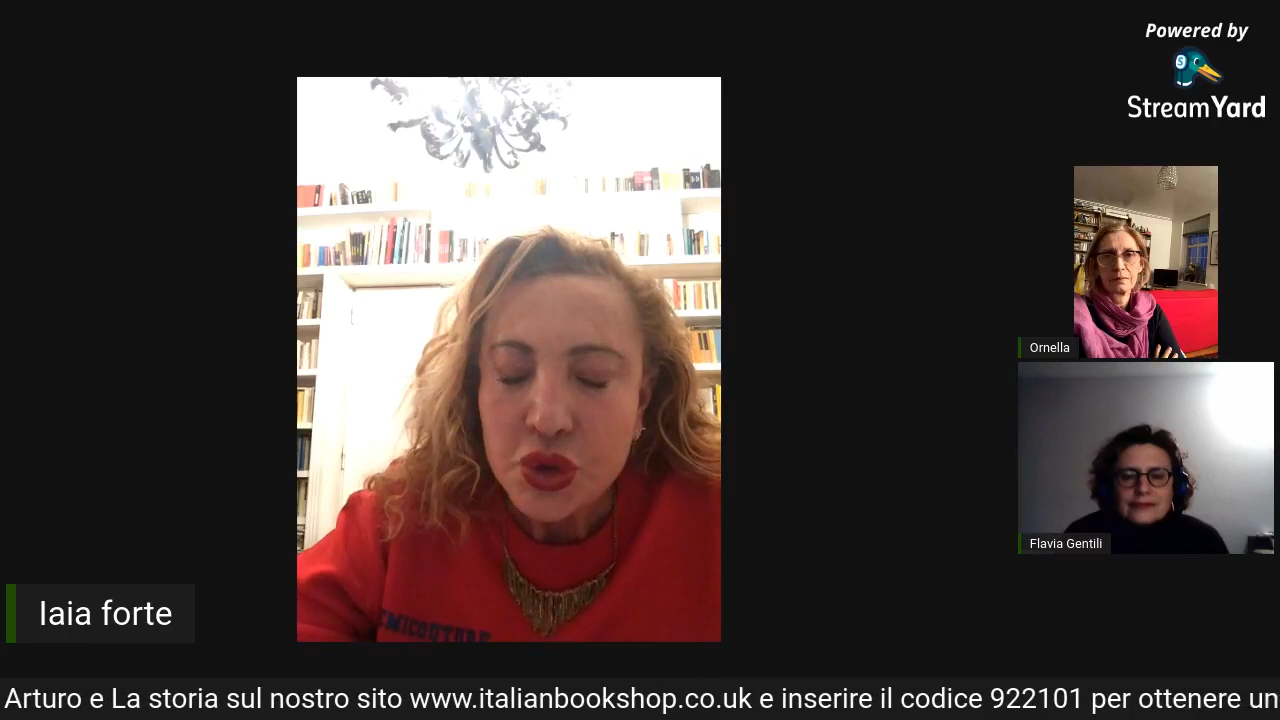 Powered by
StreamYard
Ornella
Flavia Gentili
Iaia forte
Arturo e La storia sul nostro sito www.italianbookshop.co.uk e inserire il codice 922101 per ottenere un